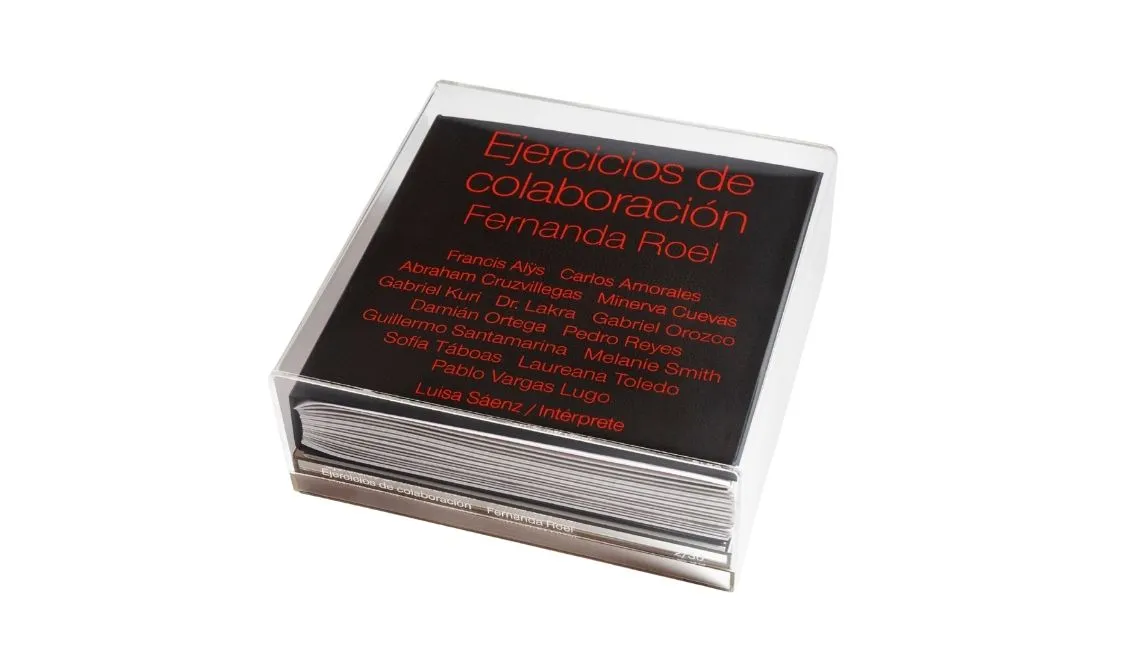 Ejercicios de
colaboración
Fernanda Roel
Francis Alÿs Carlos Amorales
Abraham Cruzvillegas Minerva Cuevas
Gabriel Kuri Dr. Lakra Gabriel Orozco
Damián Ortega Pedro Reyes
Guillermo Santamarina Melanie Smith
Sofía Táboas Laureana Toledo
Pablo Vargas Lugo
Luisa Sáenz / Intérprete
Ejercicios de colaboración Fernanda Roel